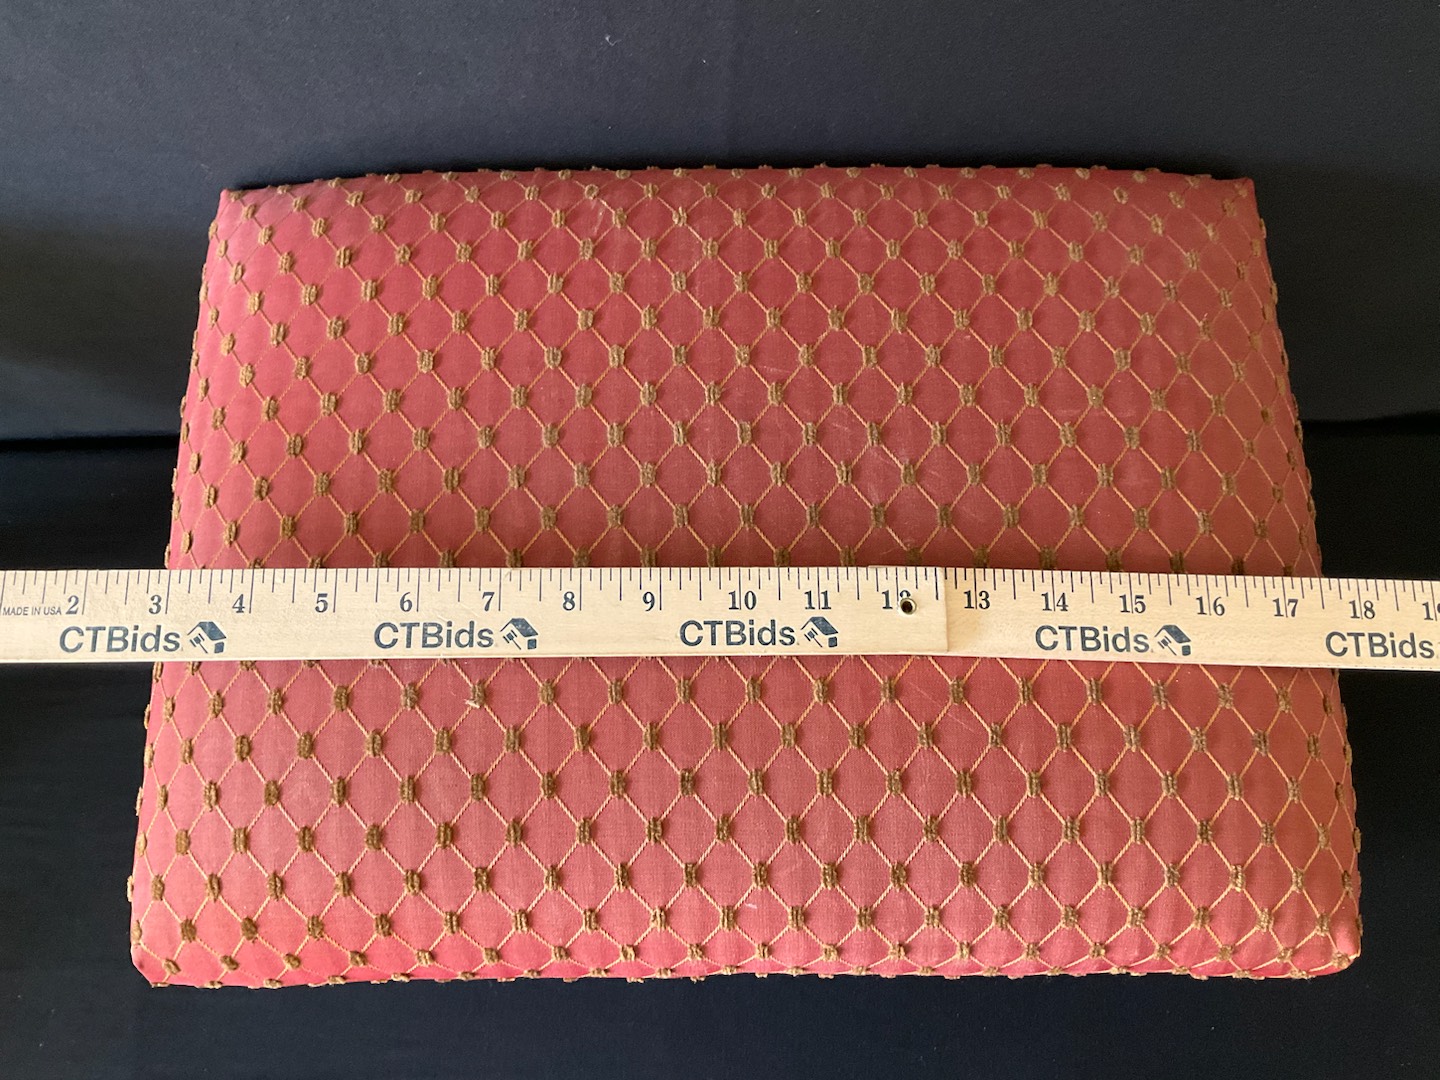 MADE IN USA 2 3 4 5 6 7 8 9 10 11 12 13 14 15 16 17 18 19
CTBids CTBids CTBids CTBids CTBids